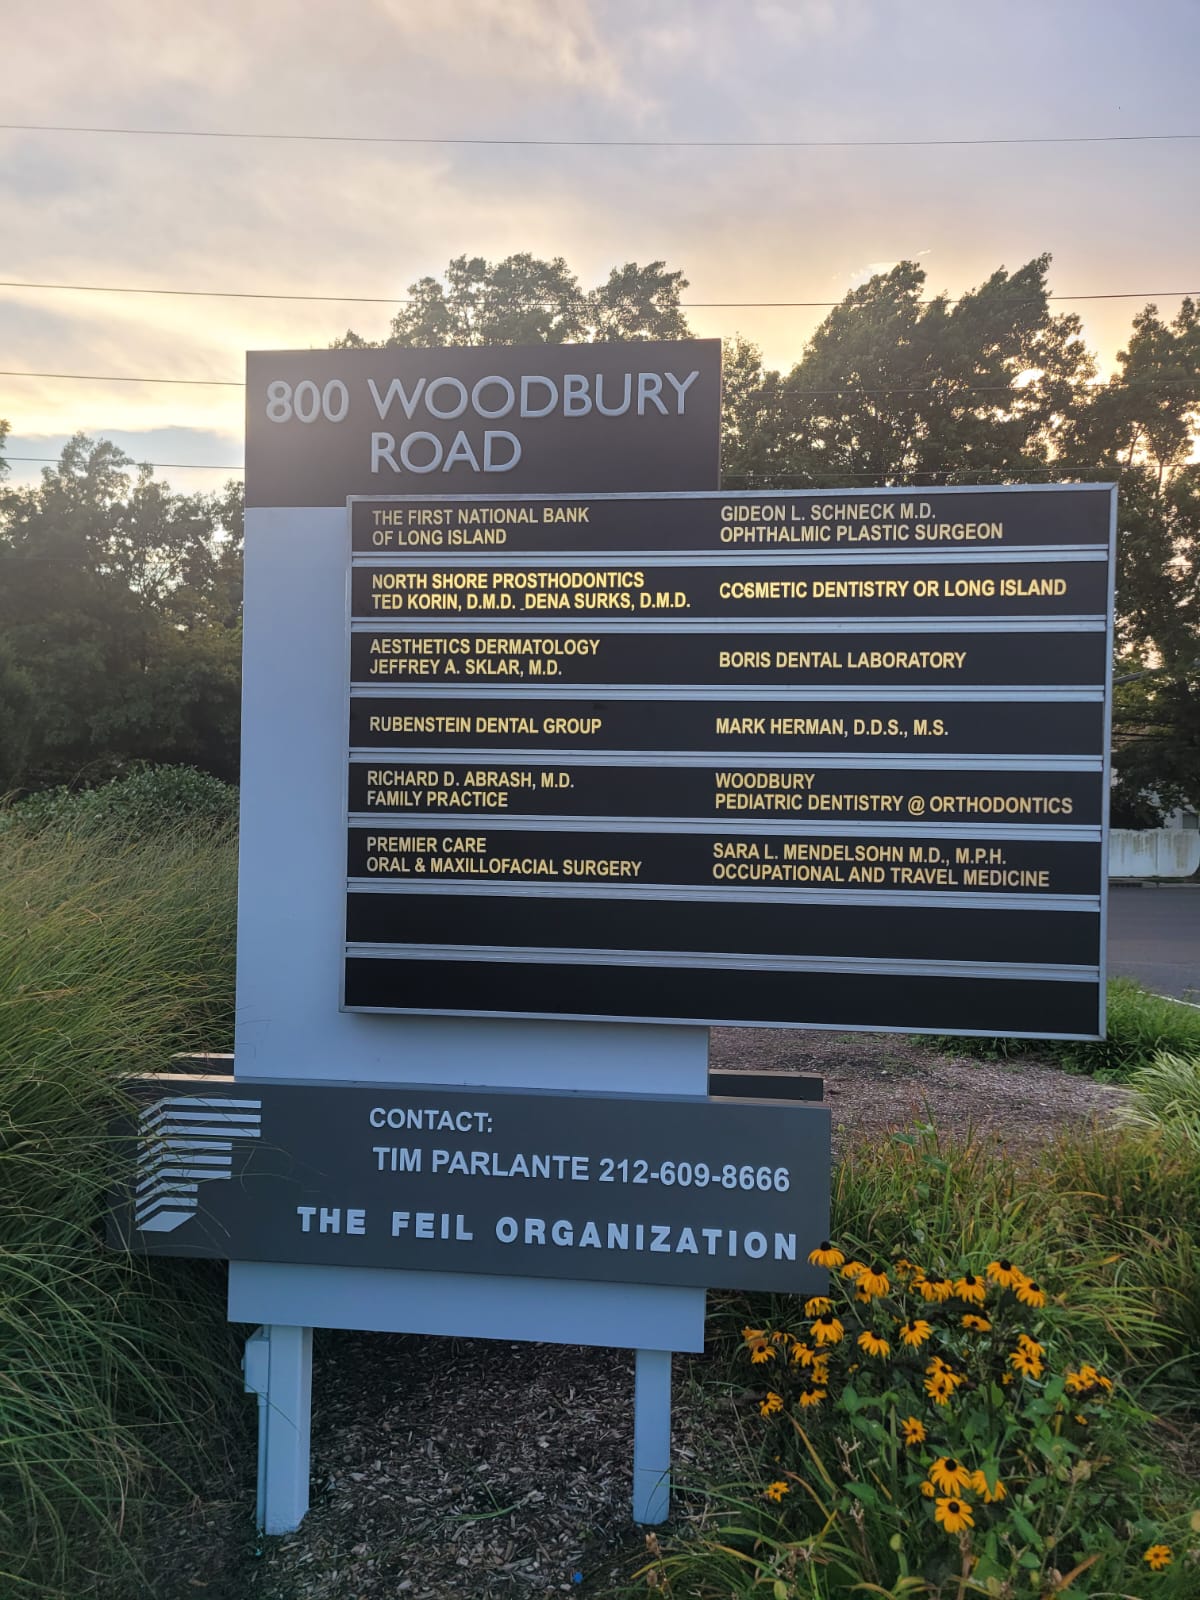 800 WOODBURY
ROAD
THE FIRST NATIONAL BANK
OF LONG ISLAND
GIDEON L. SCHNECK M.D.
OPHTHALMIC PLASTIC SURGEON
NORTH SHORE PROSTHODONTICS
TED KORIN, D.M.D. DENA SURKS, D.M.D.
CC6METIC DENTISTRY OR LONG ISLAND
AESTHETICS DERMATOLOGY
JEFFREY A. SKLAR, M.D.
BORIS DENTAL LABORATORY
RUBENSTEIN DENTAL GROUP
MARK HERMAN, D.D.S., M.S.
RICHARD D. ABRASH, M.D.
FAMILY PRACTICE
WOODBURY
PEDIATRIC DENTISTRY @ ORTHODONTICS
PREMIER CARE
ORAL & MAXILLOFACIAL SURGERY
SARA L. MENDELSOHN M.D., M.P.H.
OCCUPATIONAL AND TRAVEL MEDICINE
CONTACT:
TIM PARLANTE 212-609-8666
THE FEIL ORGANIZATION